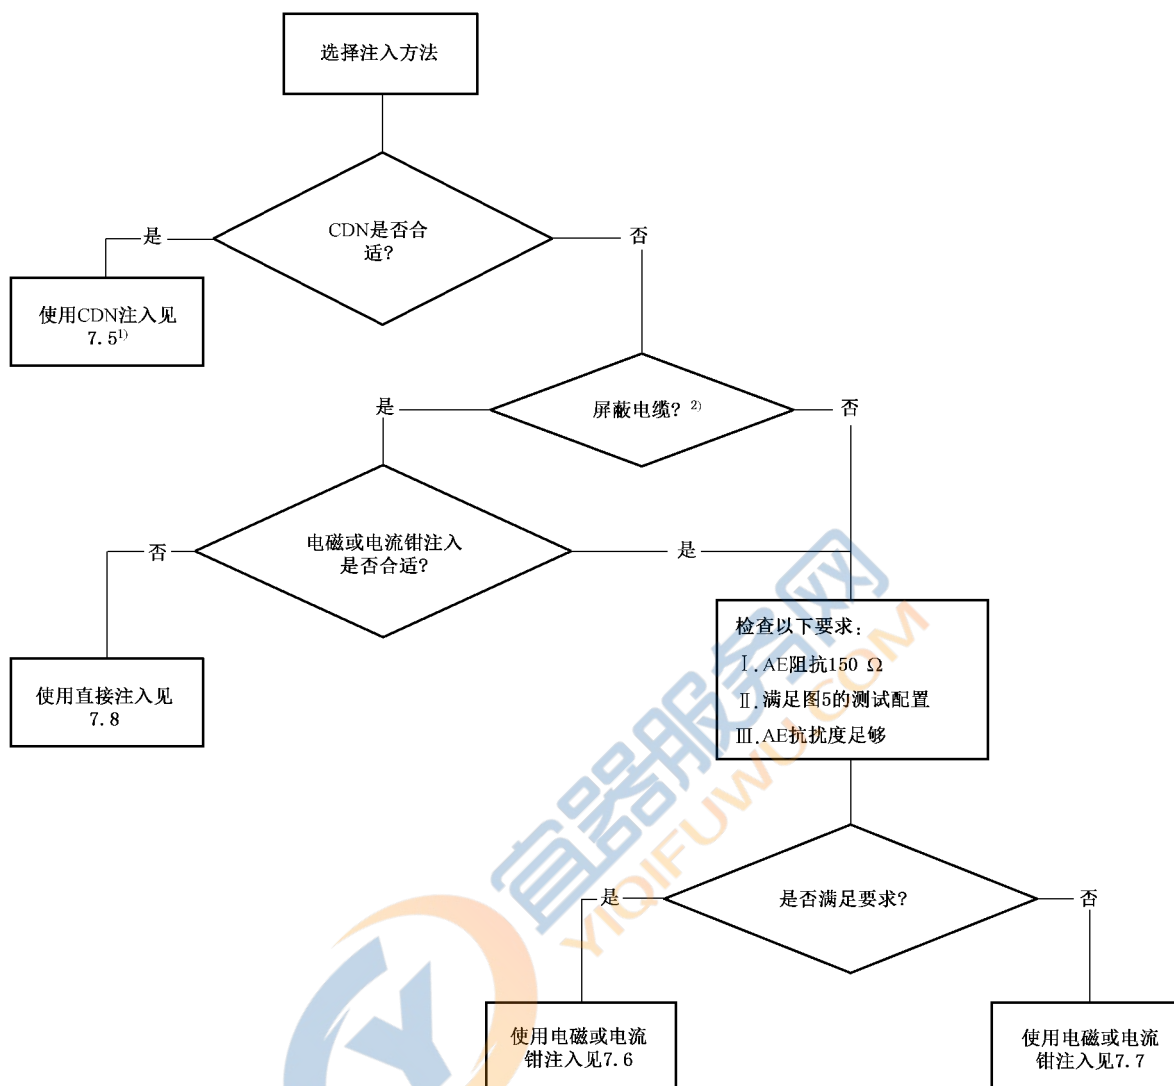 选择注入方法
CDN是否合
适?
是
否
使用CDN注入见
7.51)
屏蔽电缆? 2)
是
否
电磁或电流钳注入
是否合适?
否
是
使用直接注入见
7.8
检查以下要求:
Ⅰ.AE阻抗150 Ω
Ⅱ.满足图5的测试配置
Ⅲ.AE抗扰度足够
是否满足要求?
是
否
使用电磁或电流
钳注入见7.6
使用电磁或电流
钳注入见7.7
宜器服务网
YIQIFUWU.COM